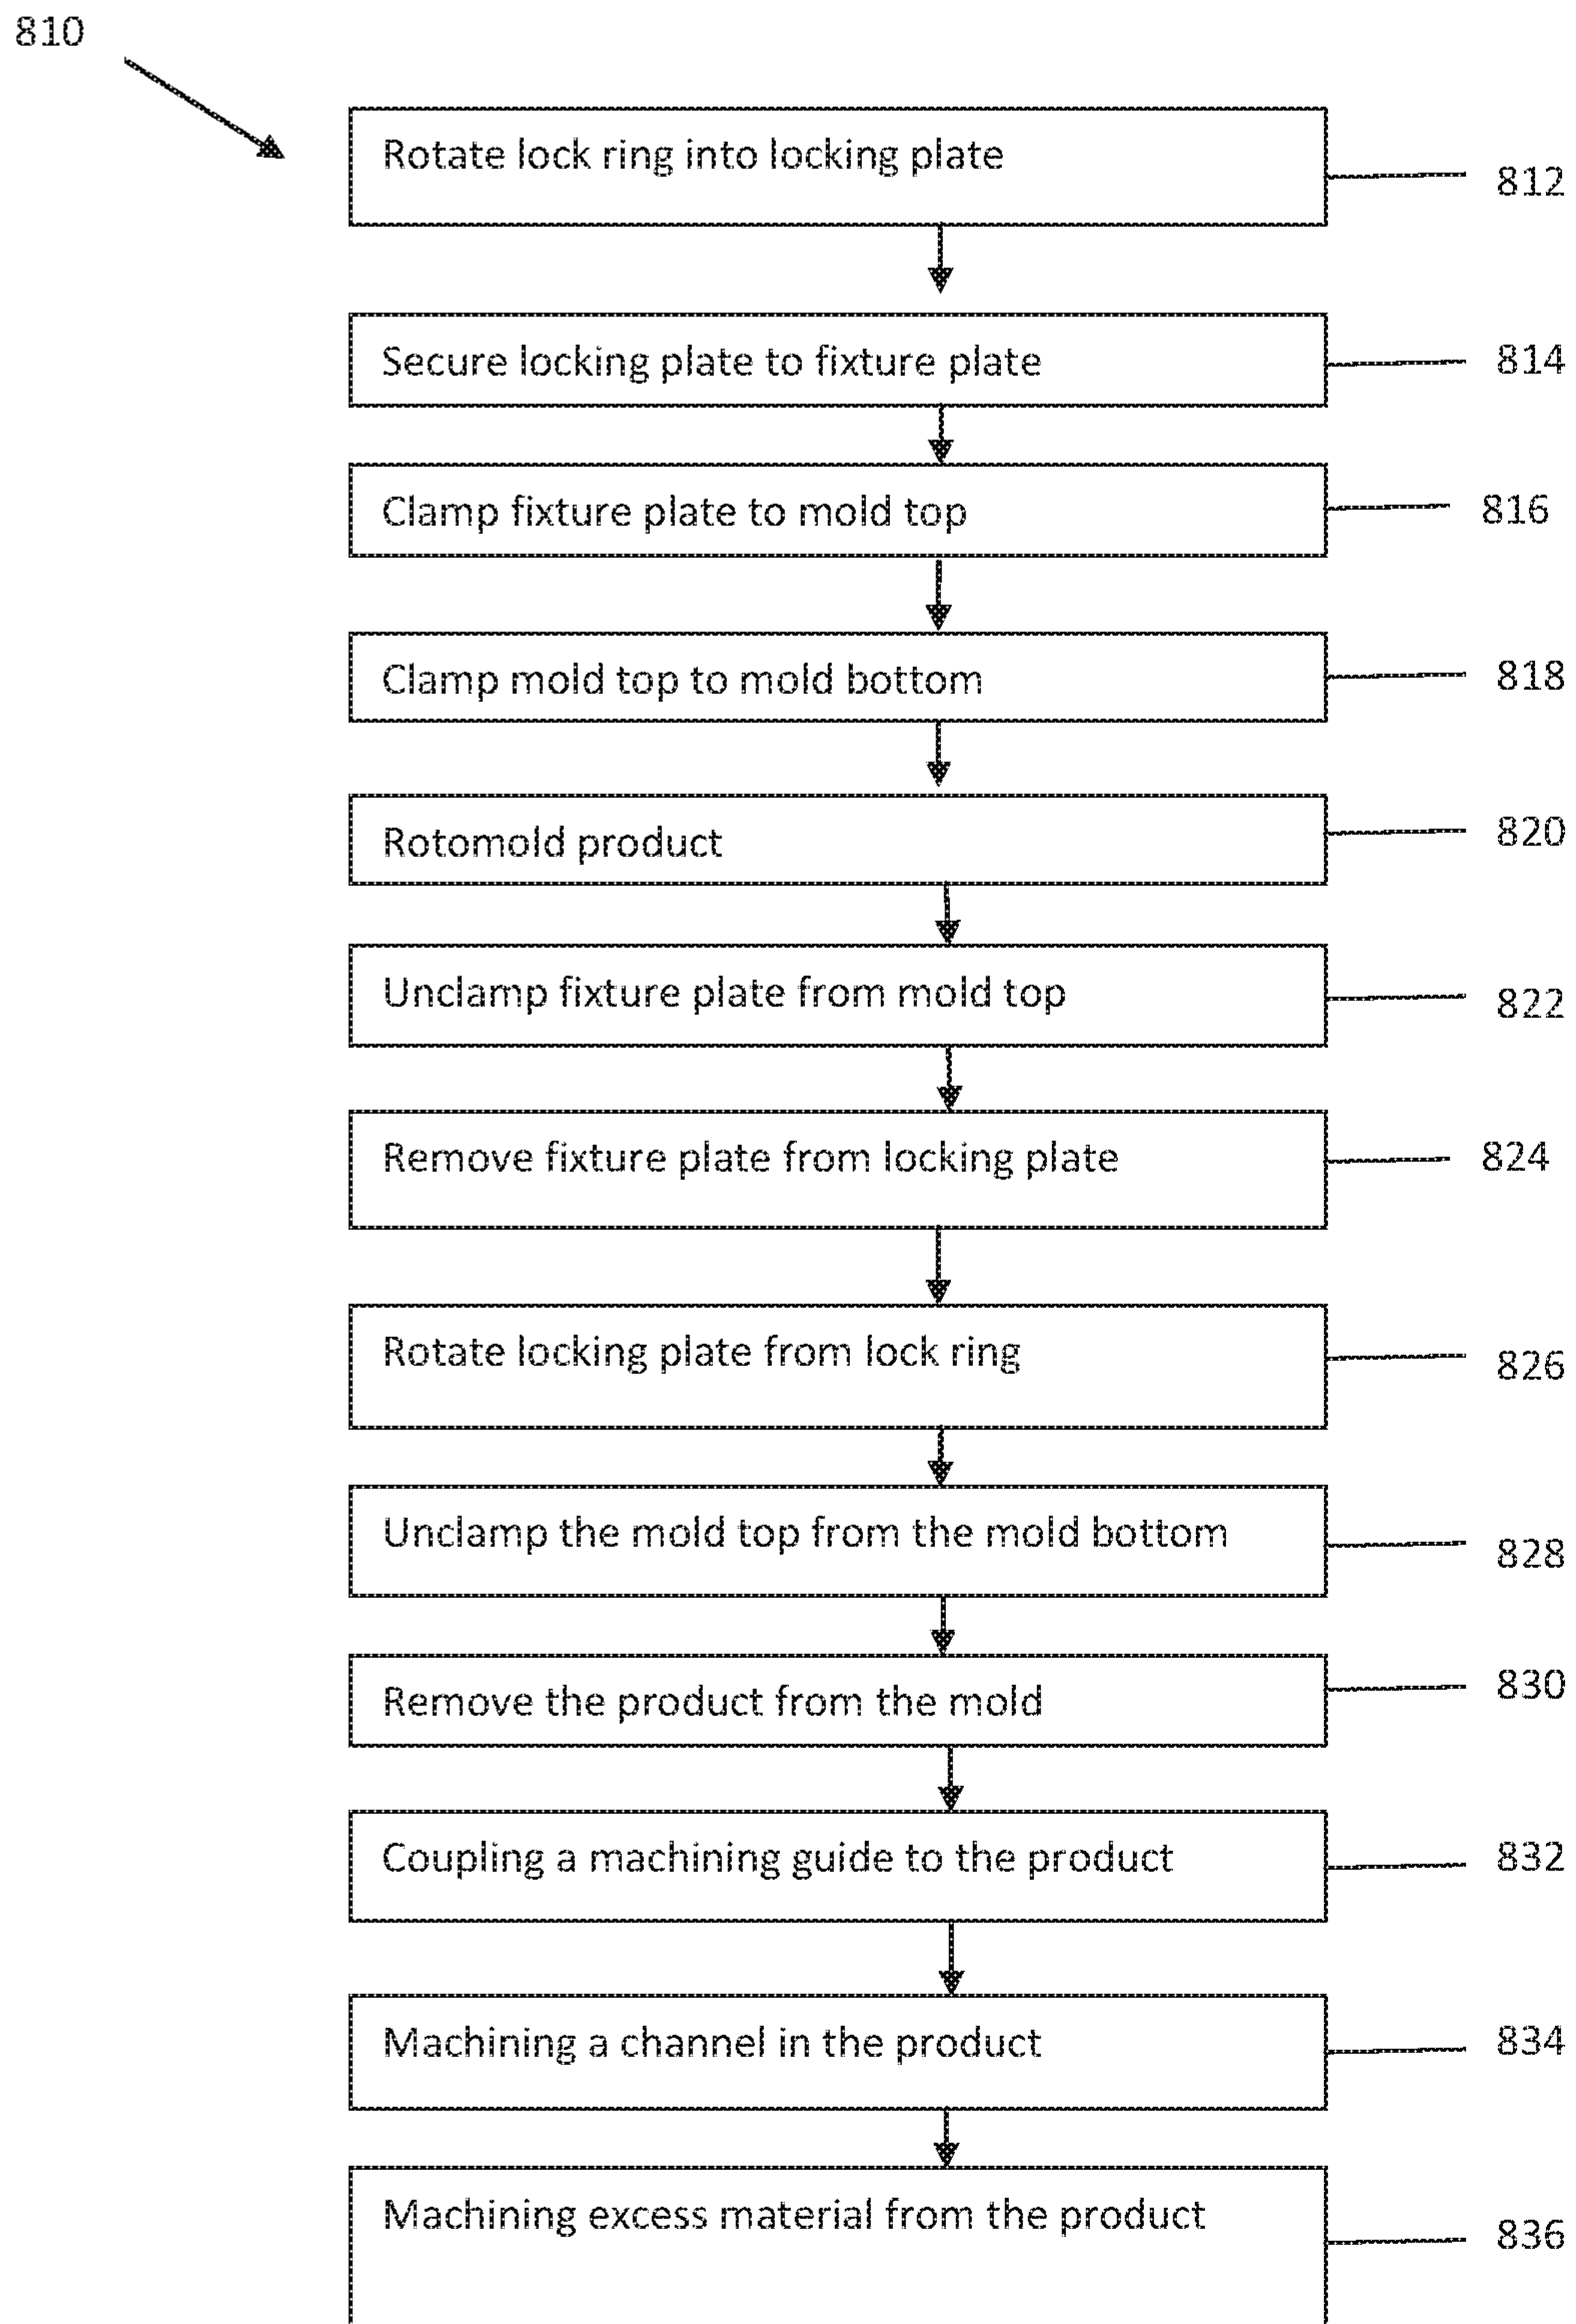 810
Rotate lock ring into locking plate
812
Secure locking plate to fixture plate
814
Clamp fixture plate to mold top
816
Clamp mold top to mold bottom
818
Rotomold product
820
Unclamp fixture plate from mold top
822
Remove fixture plate from locking plate
824
Rotate locking plate from lock ring
826
Unclamp the mold top from the mold bottom
828
Remove the product from the mold
830
Coupling a machining guide to the product
832
Machining a channel in the product
834
Machining excess material from the product
836